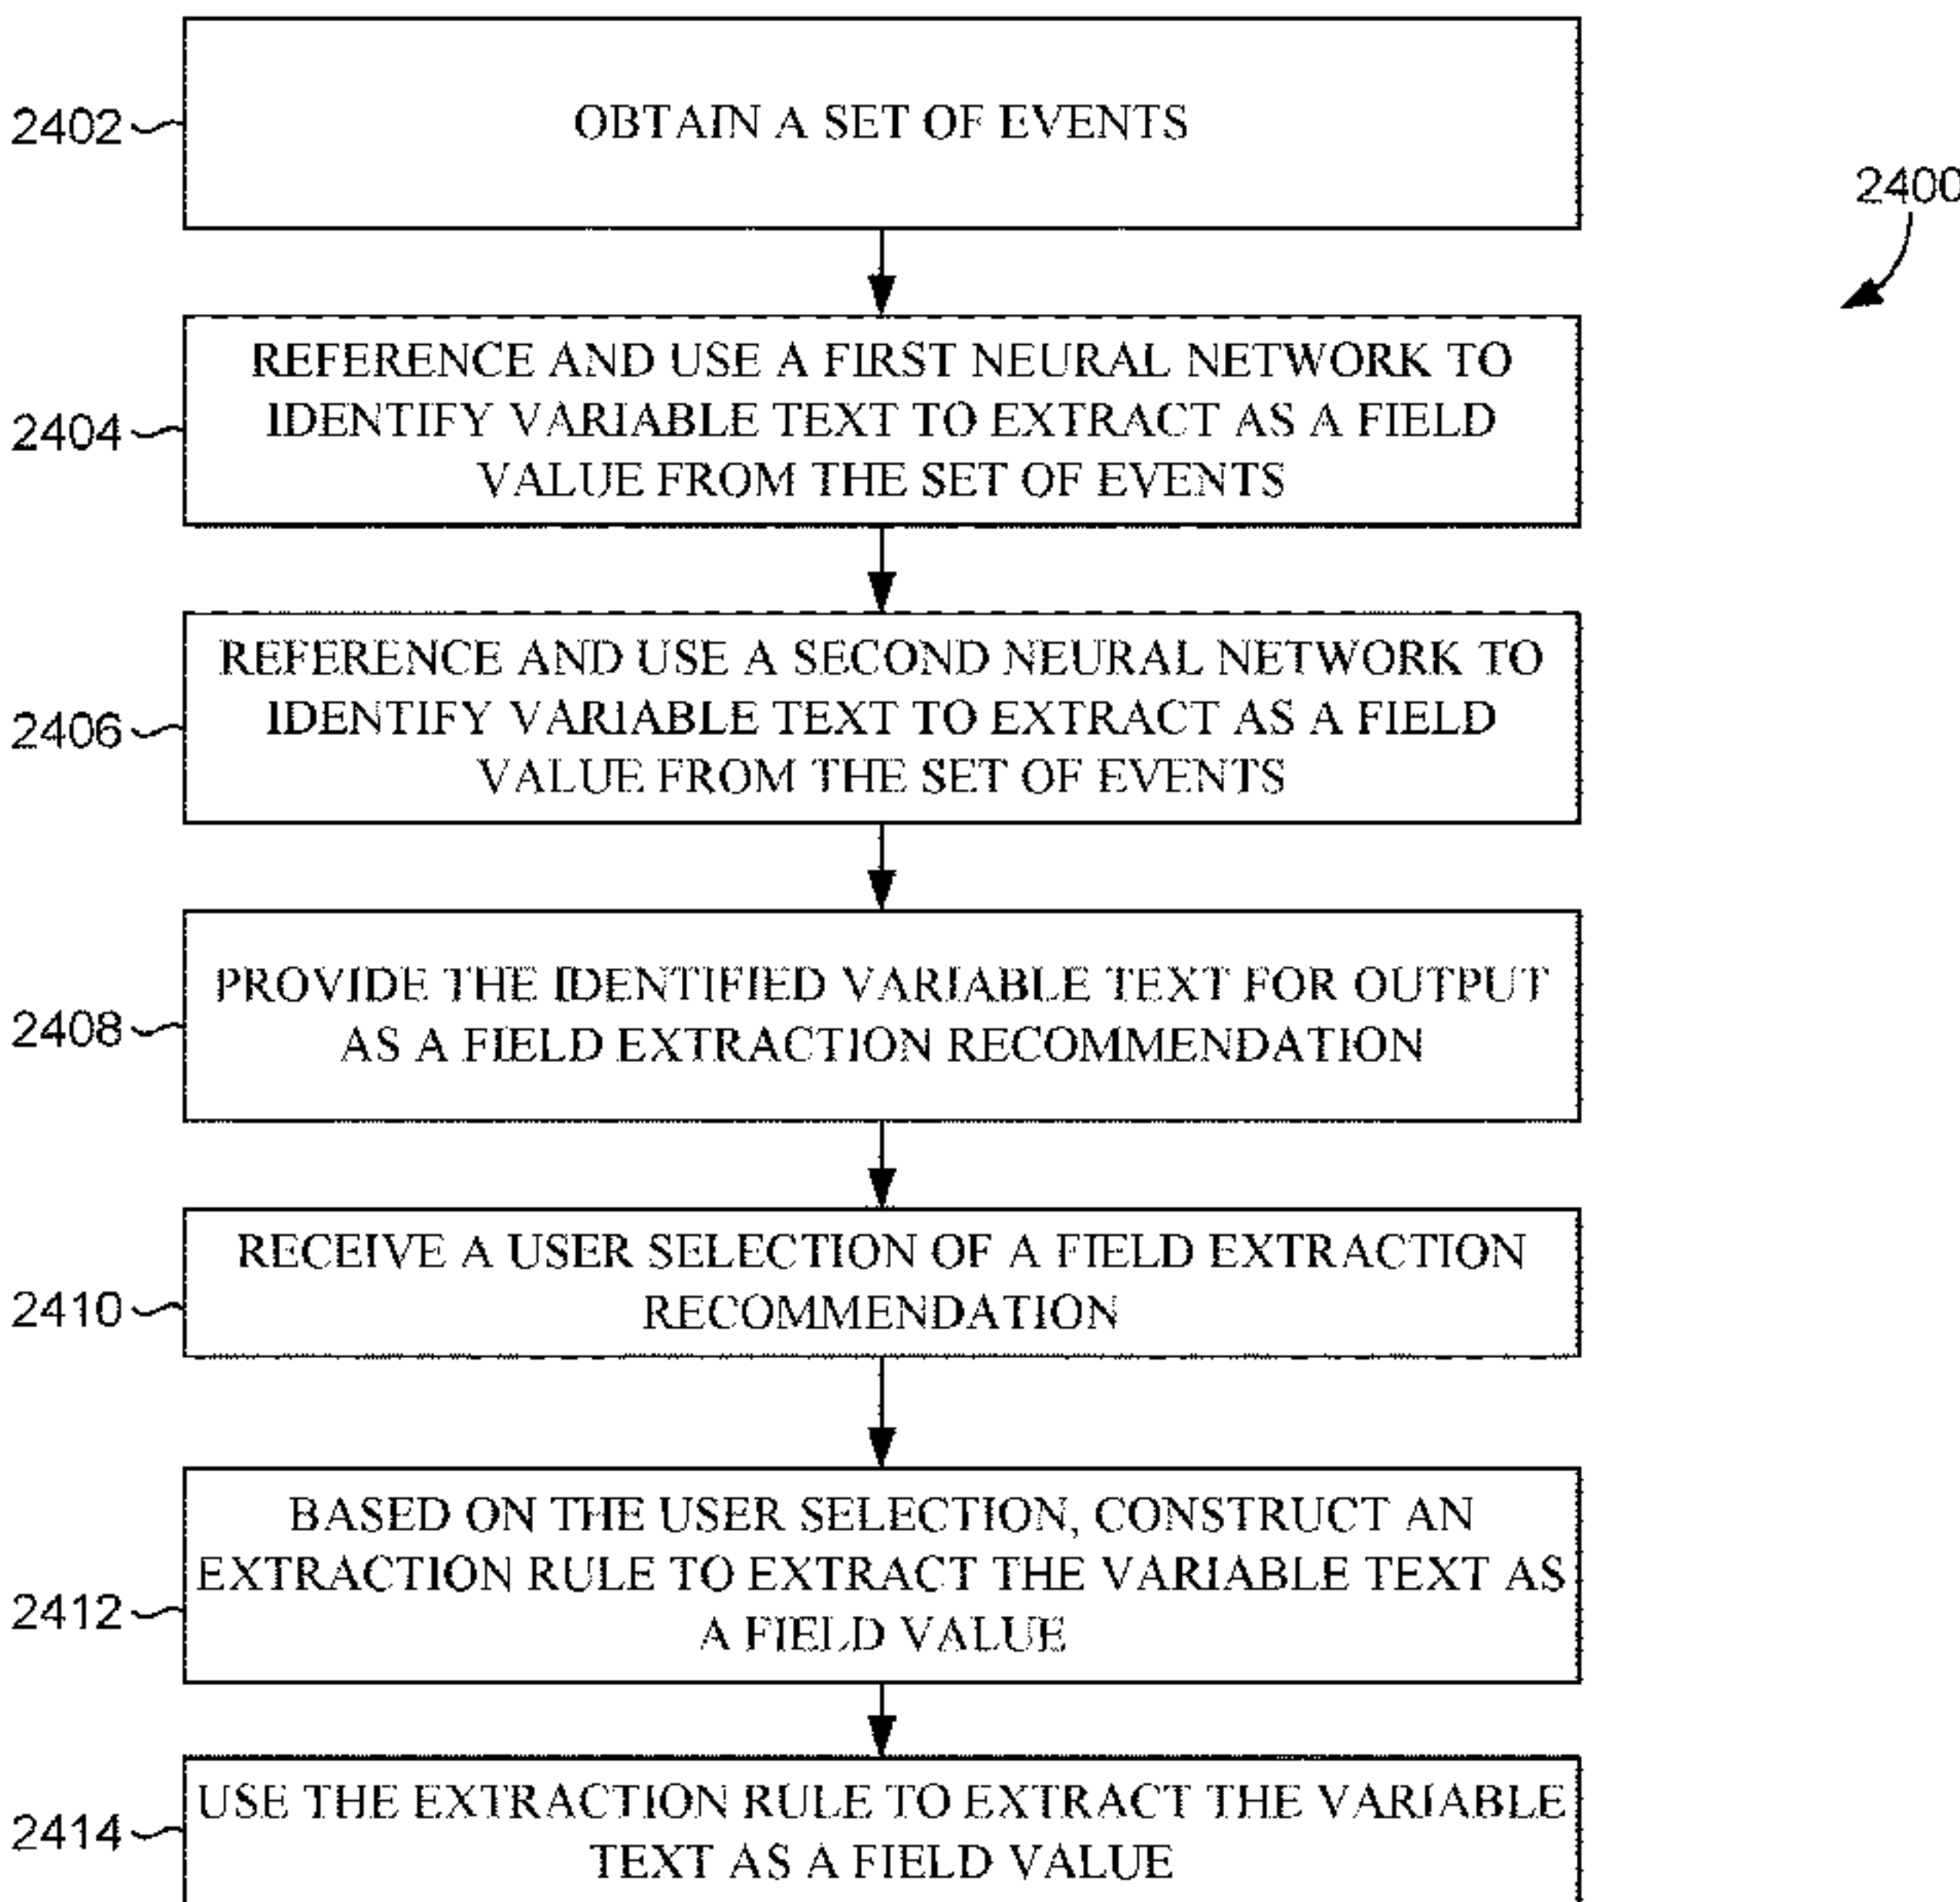 OBTAIN A SET OF EVENTS
2402
2400
REFERENCE AND USE A FIRST NEURAL NETWORK TO
IDENTIFY VARIABLE TEXT TO EXTRACT AS A FIELD
VALUE FROM THE SET OF EVENTS
2404
REFERENCE AND USE A SECOND NEURAL NETWORK TO
IDENTIFY VARIABLE TEXT TO EXTRACT AS A FIELD
VALUE FROM THE SET OF EVENTS
2406
PROVIDE THE IDENTIFIED VARIABLE TEXT FOR OUTPUT
AS A FIELD EXTRACTION RECOMMENDATION
2408
RECEIVE A USER SELECTION OF A FIELD EXTRACTION
RECOMMENDATION
2410
BASED ON THE USER SELECTION, CONSTRUCT AN
EXTRACTION RULE TO EXTRACT THE VARIABLE TEXT AS
A FIELD VALUE
2412
USE THE EXTRACTION RULE TO EXTRACT THE VARIABLE
TEXT AS A FIELD VALUE
2414